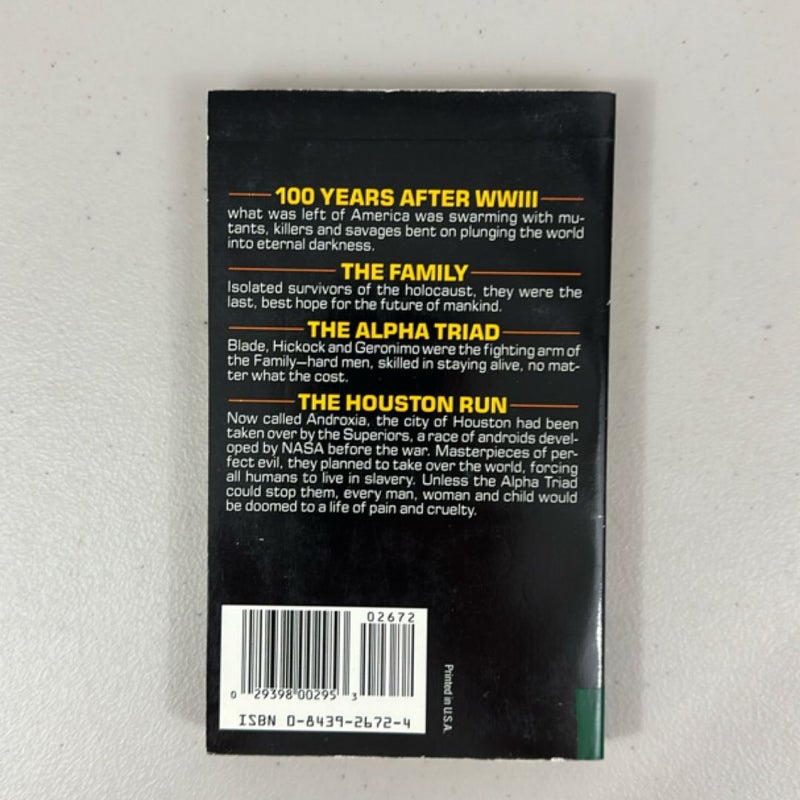 100 YEARS AFTER WWIII
what was left of America was swarming with mu-
tants, killers and savages bent on plunging the world
into eternal darkness.
THE FAMILY
Isolated survivors of the holocaust, they were the
last, best hope for the future of mankind.
THE ALPHA TRIAD
Blade, Hickock and Geronimo were the fighting arm of
the Family—hard men, skilled in staying alive, no mat-
ter what the cost.
THE HOUSTON RUN
Now called Androxia, the city of Houston had been
taken over by the Superiors, a race of androids devel-
oped by NASA before the war. Masterpieces of per-
fect evil, they planned to take over the world, forcing
all humans to live in slavery. Unless the Alpha Triad
could stop them, every man, woman and child would
be doomed to a life of pain and cruelty.
02672
0 29398 00295 3
ISBN 0-8439-2672-4
Printed in U.S.A.